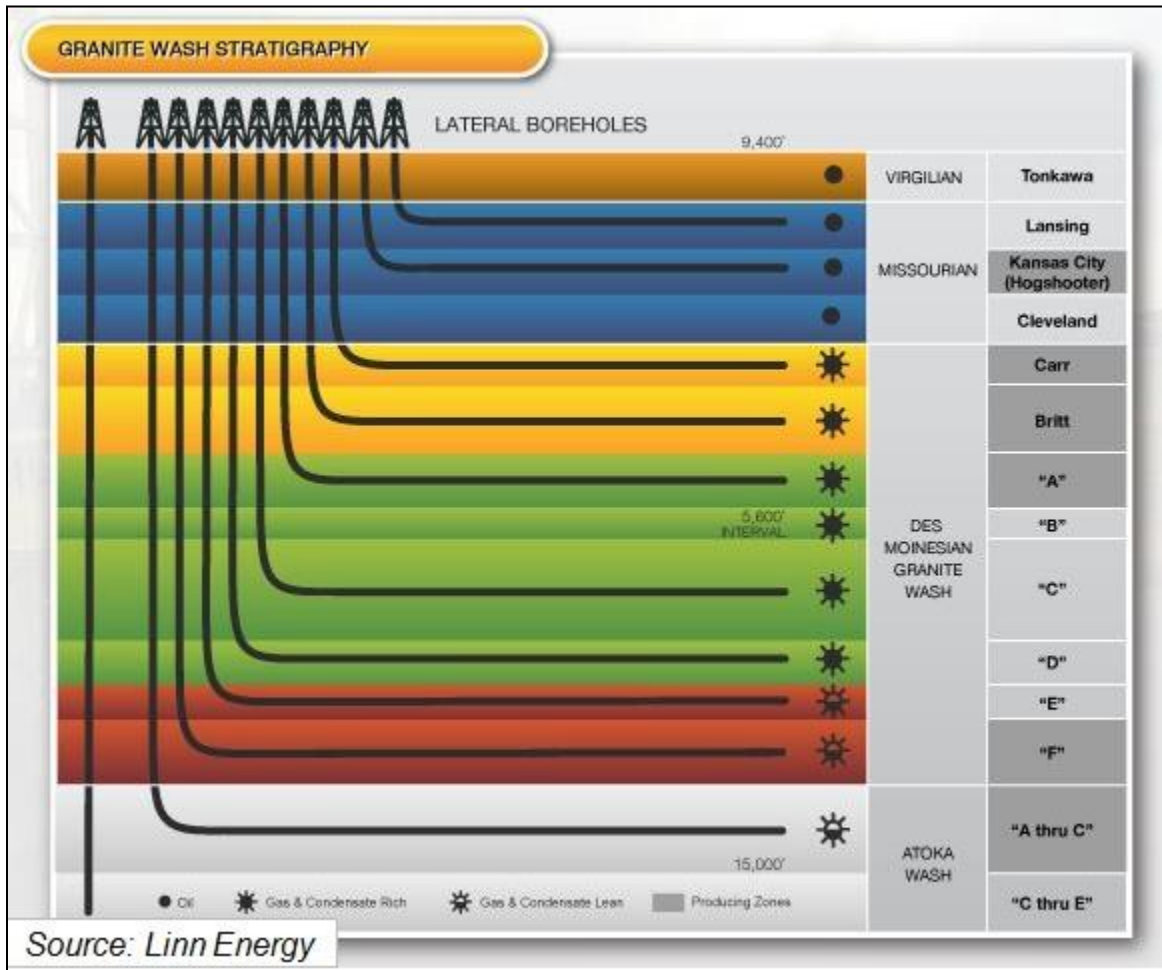 GRANITE WASH STRATIGRAPHY
LATERAL BOREHOLES
9,400'
VIRGILIAN
Tonkawa
MISSOURIAN
Lansing
Kansas City
(Hogshooter)
Cleveland
DES
MOINESIAN
GRANITE
WASH
Carr
Britt
"A"
5,600'
INTERVAL
"B"
"C"
"D"
"E"
"F"
ATOKA
WASH
"A thru C"
15,000'
"C thru E"
Oil
Gas & Condensate Rich
Gas & Condensate Lean
Producing Zones
Source: Linn Energy